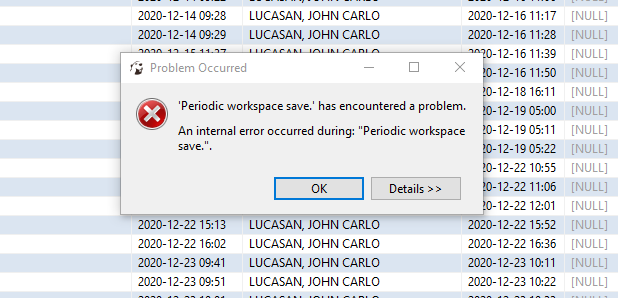 2020-12-14 09:28 LUCASAN, JOHN CARLO 2020-12-16 11:17 [NULL]
2020-12-14 09:29 LUCASAN, JOHN CARLO 2020-12-16 11:28 [NULL]
2020-12-16 11:39 [NULL]
Problem Occurred
2020-12-16 11:50 [NULL]
2020-12-18 16:11 [NULL]
'Periodic workspace save.' has encountered a problem.
2020-12-19 05:00 [NULL]
An internal error occurred during: "Periodic workspace
2020-12-19 05:11 [NULL]
save.".
2020-12-19 05:22 [NULL]
2020-12-22 10:55 [NULL]
OK Details >>
2020-12-22 11:06 [NULL]
2020-12-22 12:01 [NULL]
2020-12-22 15:13 LUCASAN, JOHN CARLO 2020-12-22 15:52 [NULL]
2020-12-22 16:02 LUCASAN, JOHN CARLO 2020-12-22 16:36 [NULL]
2020-12-23 09:41 LUCASAN, JOHN CARLO 2020-12-23 10:11 [NULL]
2020-12-23 09:51 LUCASAN, JOHN CARLO 2020-12-23 10:22 [NULL]